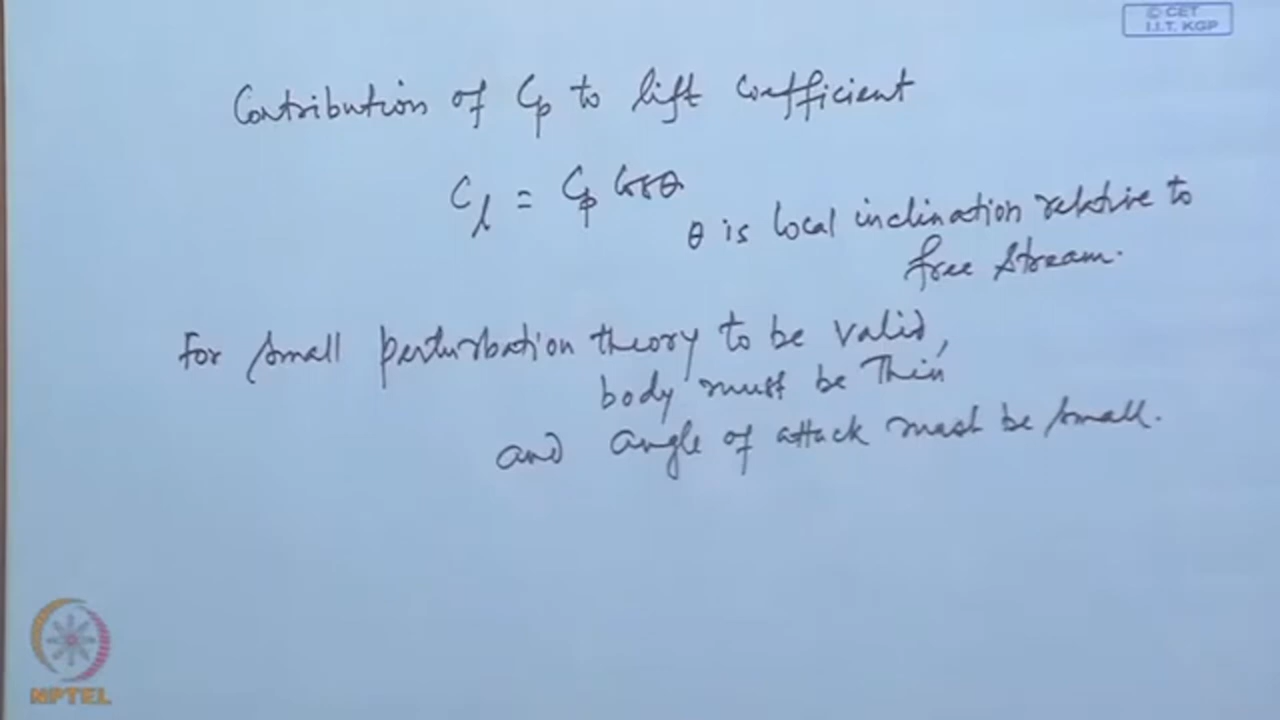 © CET
I.I.T. KGP
Contribution of Cp to lift coefficient
Cl = Cp Cosθ
θ is local inclination relative to
free stream.
For small perturbation theory to be valid,
body must be Thin
and angle of attack must be small.
NPTEL